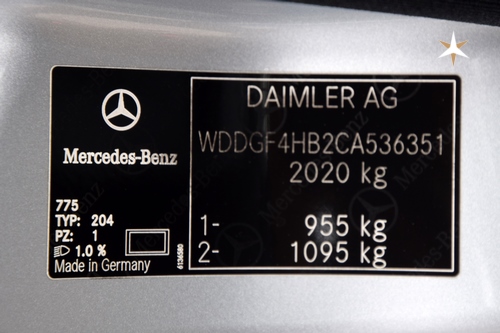 DAIMLER AG
WDDGF4HB2CA536351
2020 kg
1- 955 kg
2- 1095 kg
Mercedes-Benz
775
TYP: 204
PZ: 1
1.0 %
Made in Germany
6136580